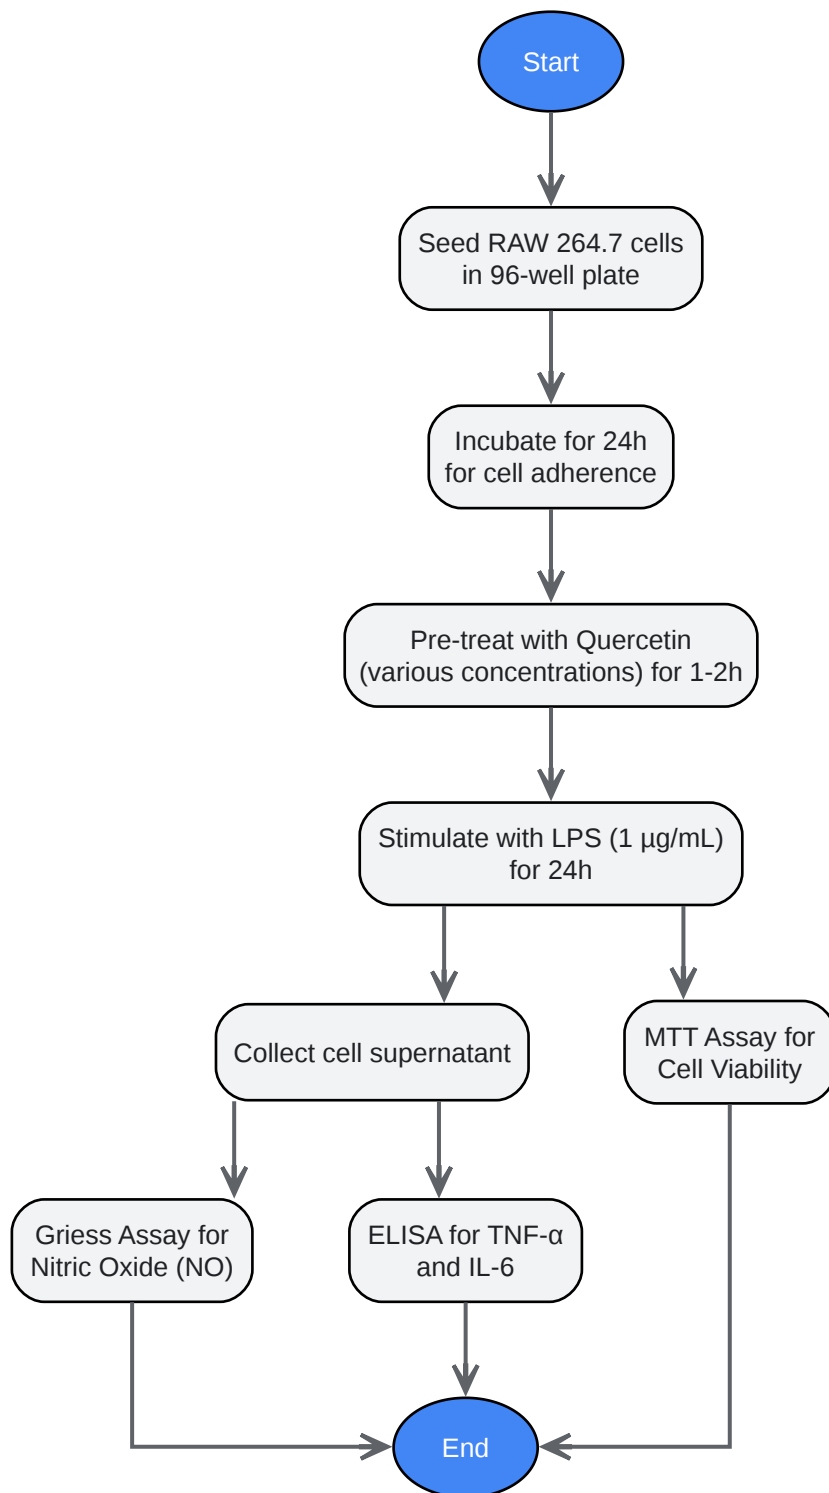 Start
Seed RAW 264.7 cells
in 96-well plate
Incubate for 24h
for cell adherence
Pre-treat with Quercetin
(various concentrations) for 1-2h
Stimulate with LPS (1 µg/mL)
for 24h
Collect cell supernatant
MTT Assay for
Cell Viability
Griess Assay for
Nitric Oxide (NO)
ELISA for TNF-α
and IL-6
End